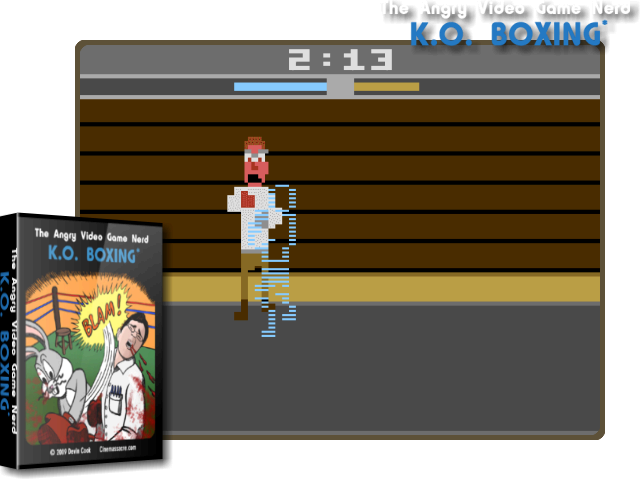 The Angry Video Game Nerd
K.O. BOXING
2:13
The Angry Video Game Nerd
K.O. BOXING
BLAM!
© 2009 Devin Cook Cinemassacre.com
The Angry Video Game Nerd
K.O. BOXING